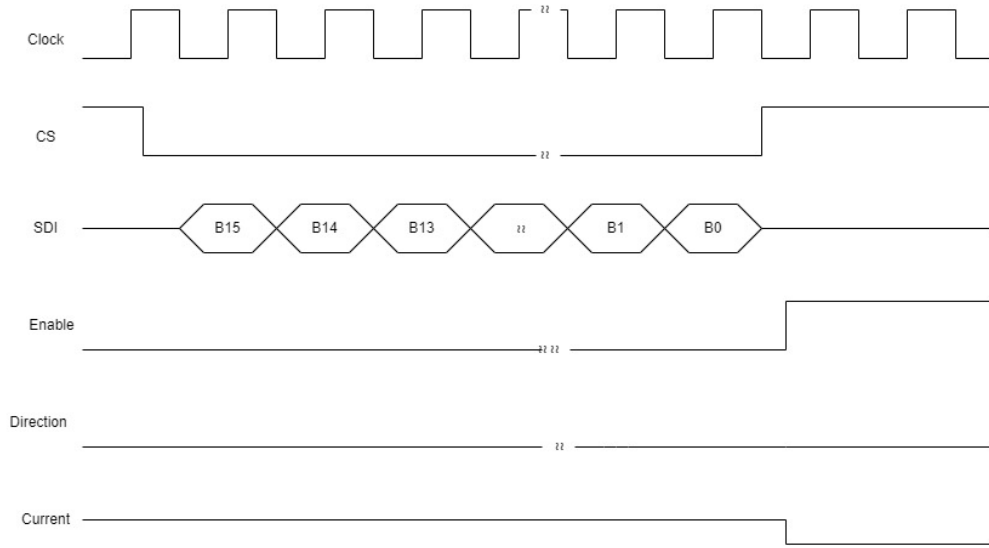 Clock
CS
SDI
B15 B14 B13 B1 B0
Enable
Direction
Current